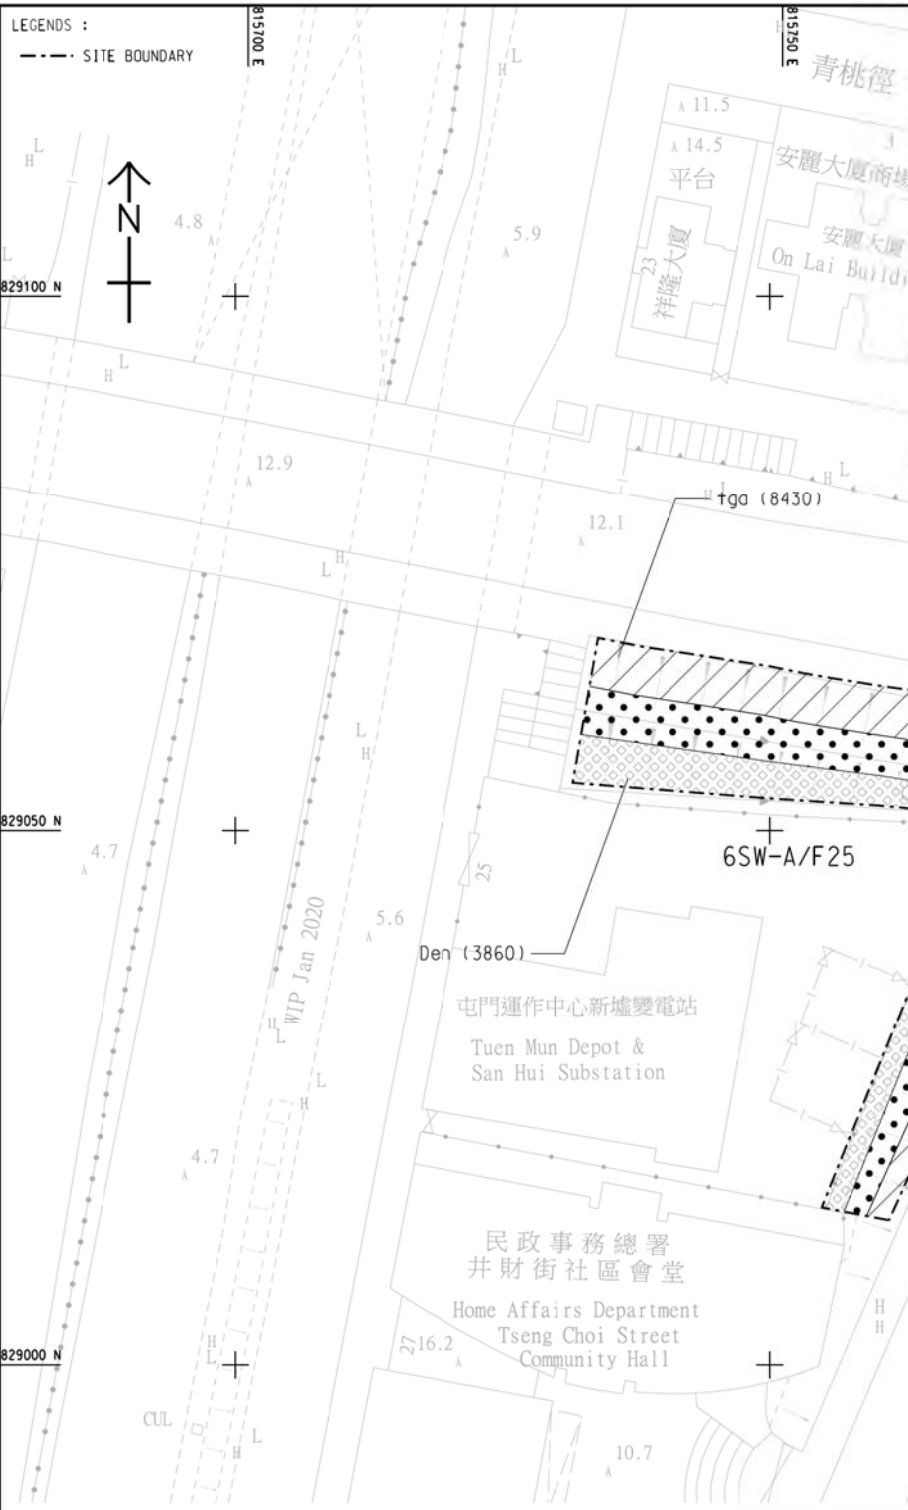 LEGENDS :
SITE BOUNDARY
815700 E
815750 E
青桃徑
L
H
11.5
14.5
平台
安麗大廈商場
L
H
4.8
N
5.9
23
祥隆大廈
安麗大廈
On Lai Buildi
L
829100 N
L
H
12.9
L
H
L
H
tga (8430)
12.1
H
L
L
H
829050 N
6SW-A/F25
4.7
25
5.6
WIP Jan 2020
Den (3860)
屯門運作中心新墟變電站
Tuen Mun Depot &
San Hui Substation
H
L
L
H
4.7
民政事務總署
井財街社區會堂
Home Affairs Department
Tseng Choi Street
Community Hall
H
H
27
16.2
H
L
829000 N
CUL
L
H
10.7